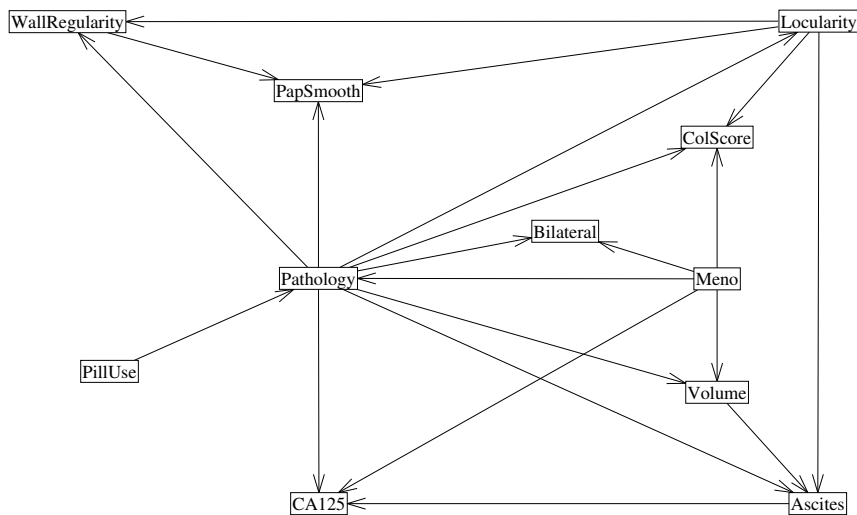 WallRegularity
Locularity
PapSmooth
ColScore
Bilateral
Pathology
Meno
PillUse
Volume
CA125
Ascites